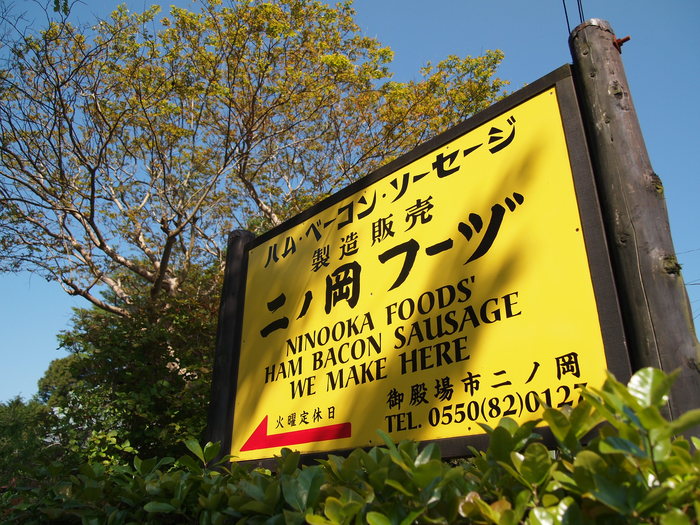 ハム・ベーコン・ソーセージ
製造販売
二ノ岡フーヅ
NINOOKA FOODS'
HAM BACON SAUSAGE
WE MAKE HERE
火曜定休日
御殿場市二ノ岡
TEL. 0550(82)0127